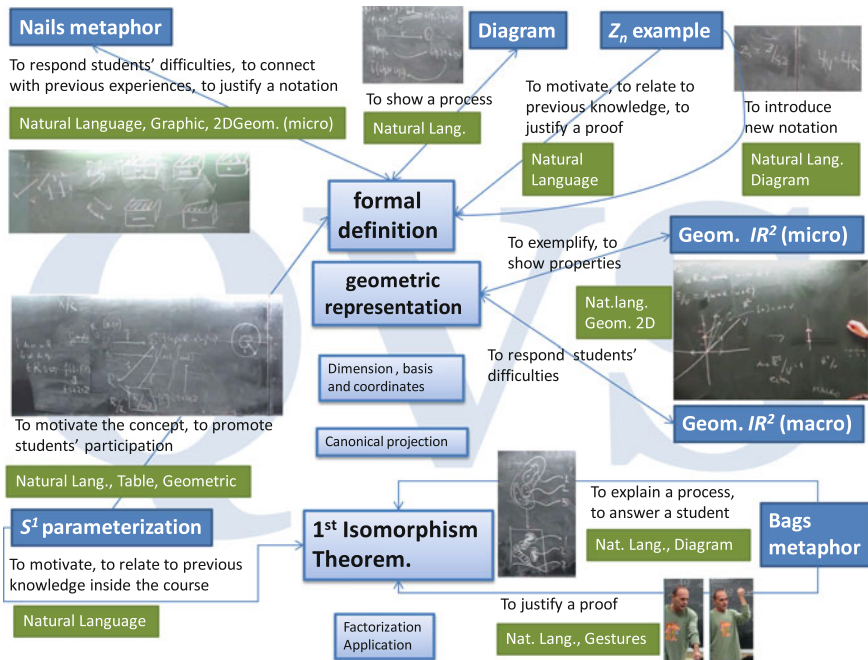 Nails metaphor
Diagram
Zn example
To respond students' difficulties, to connect
with previous experiences, to justify a notation
Natural Language, Graphic, 2DGeom. (micro)
To show a process
Natural Lang.
To motivate, to relate to
previous knowledge, to
justify a proof
Natural
Language
To introduce
new notation
Natural Lang.
Diagram
formal
definition
QVS
To exemplify, to
show properties
Geom. IR² (micro)
geometric
representation
Nat.lang.
Geom. 2D
To respond students'
difficulties
Dimension , basis
and coordinates
Geom. IR² (macro)
To motivate the concept, to promote
students' participation
Canonical projection
Natural Lang., Table, Geometric
S¹ parameterization
1st Isomorphism
Theorem.
To explain a process,
to answer a student
Nat. Lang., Diagram
Bags
metaphor
To motivate, to relate to previous
knowledge inside the course
Natural Language
To justify a proof
Nat. Lang., Gestures
Factorization
Application